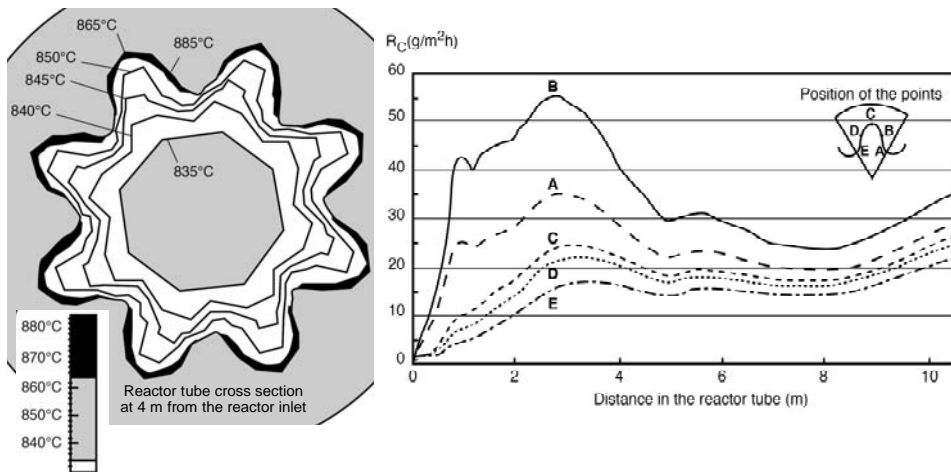 865°C
885°C
850°C
845°C
840°C
835°C
880°C
870°C
860°C
850°C
840°C
Reactor tube cross section
at 4 m from the reactor inlet
R_C(g/m²h)
60
50
40
30
20
10
0
0 2 4 6 8 10
Distance in the reactor tube (m)
B
A
C
D
E
Position of the points
C
D B
E A